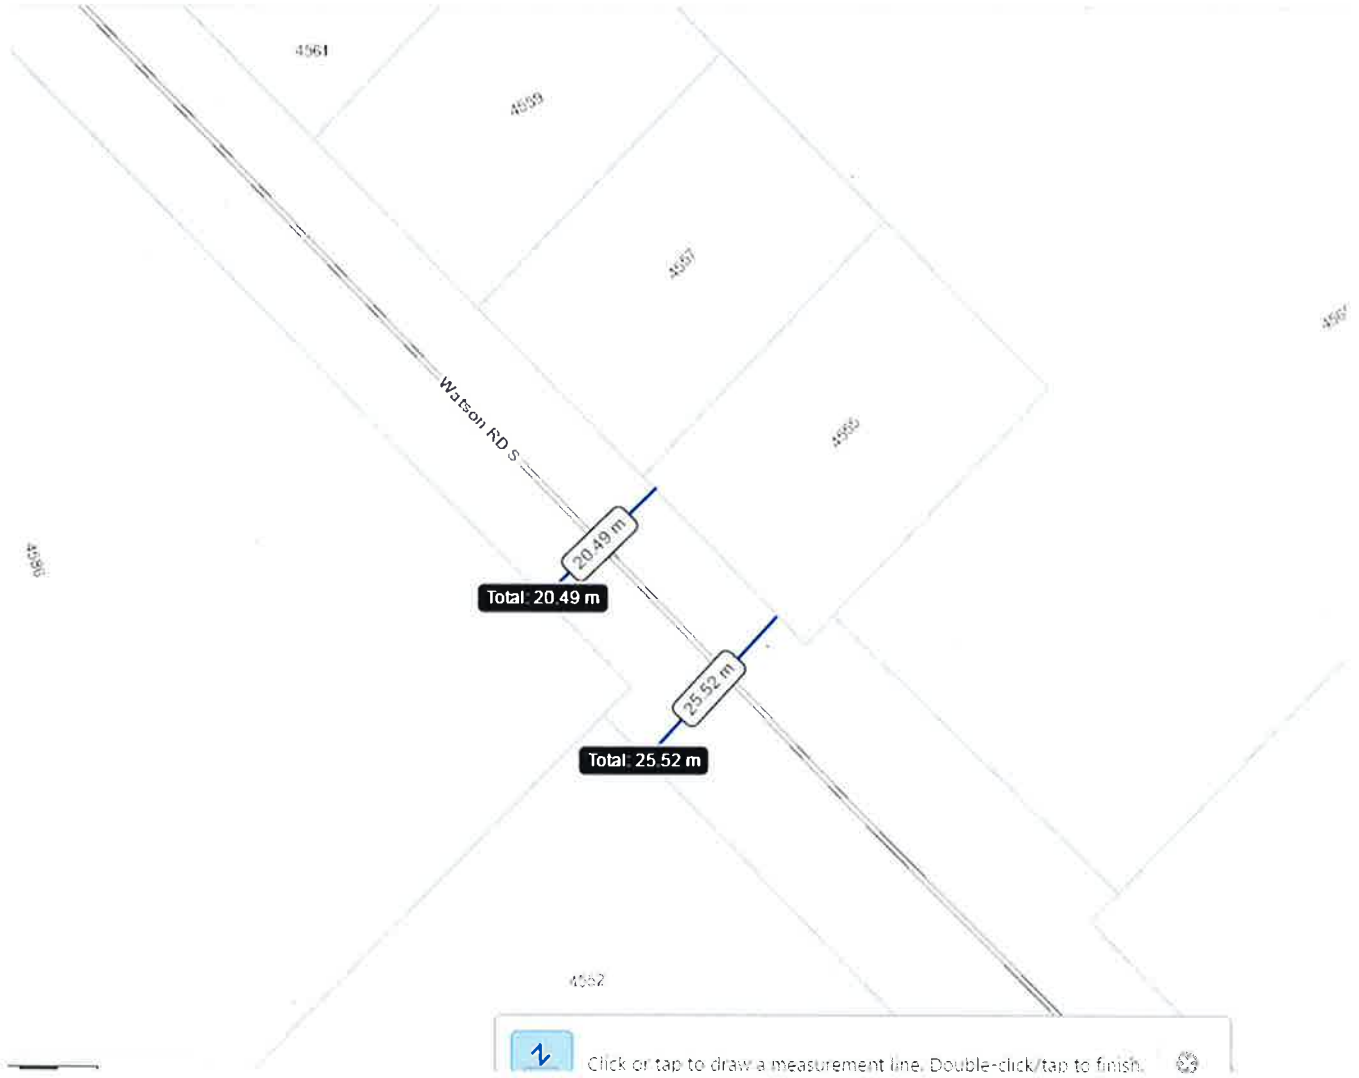 4561
4559
4557
Watson RD S
4555
20.49 m
Total: 20.49 m
4586
25.52 m
Total: 25.52 m
4552
Click or tap to draw a measurement line. Double-click/tap to finish.